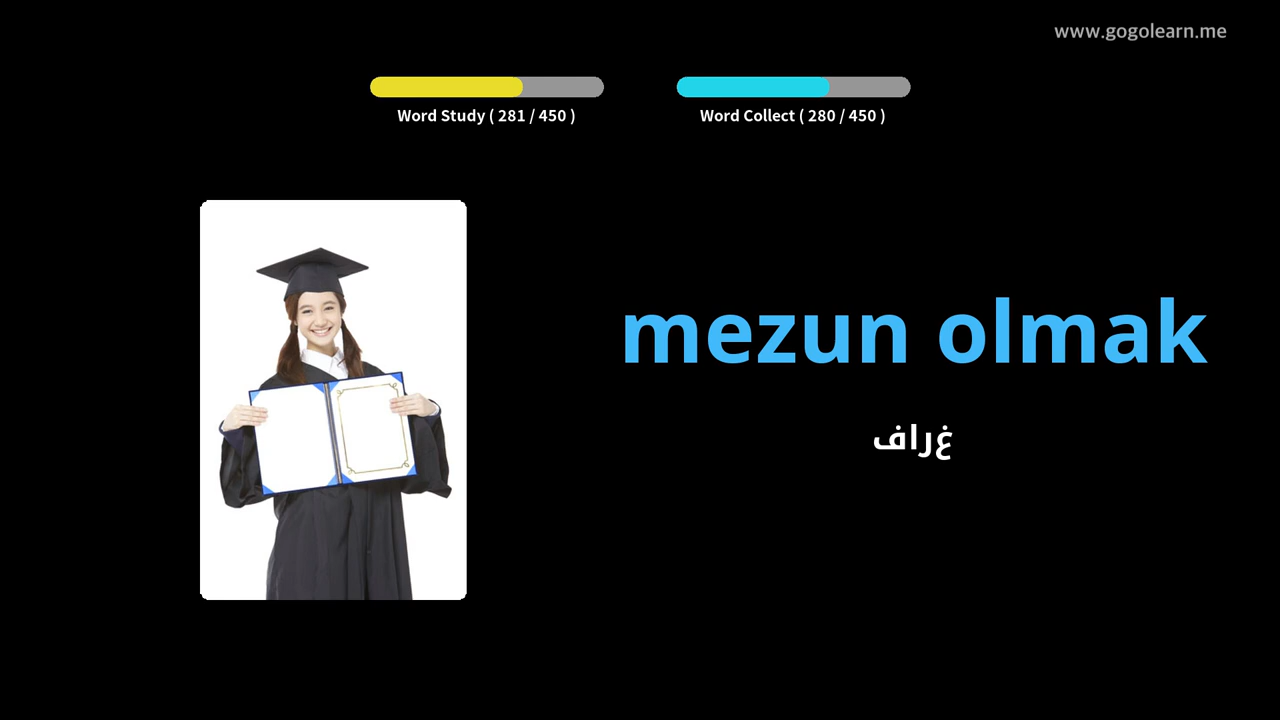 www.gogolearn.me
Word Study ( 281 / 450 )
Word Collect ( 280 / 450 )
mezun olmak
غراف